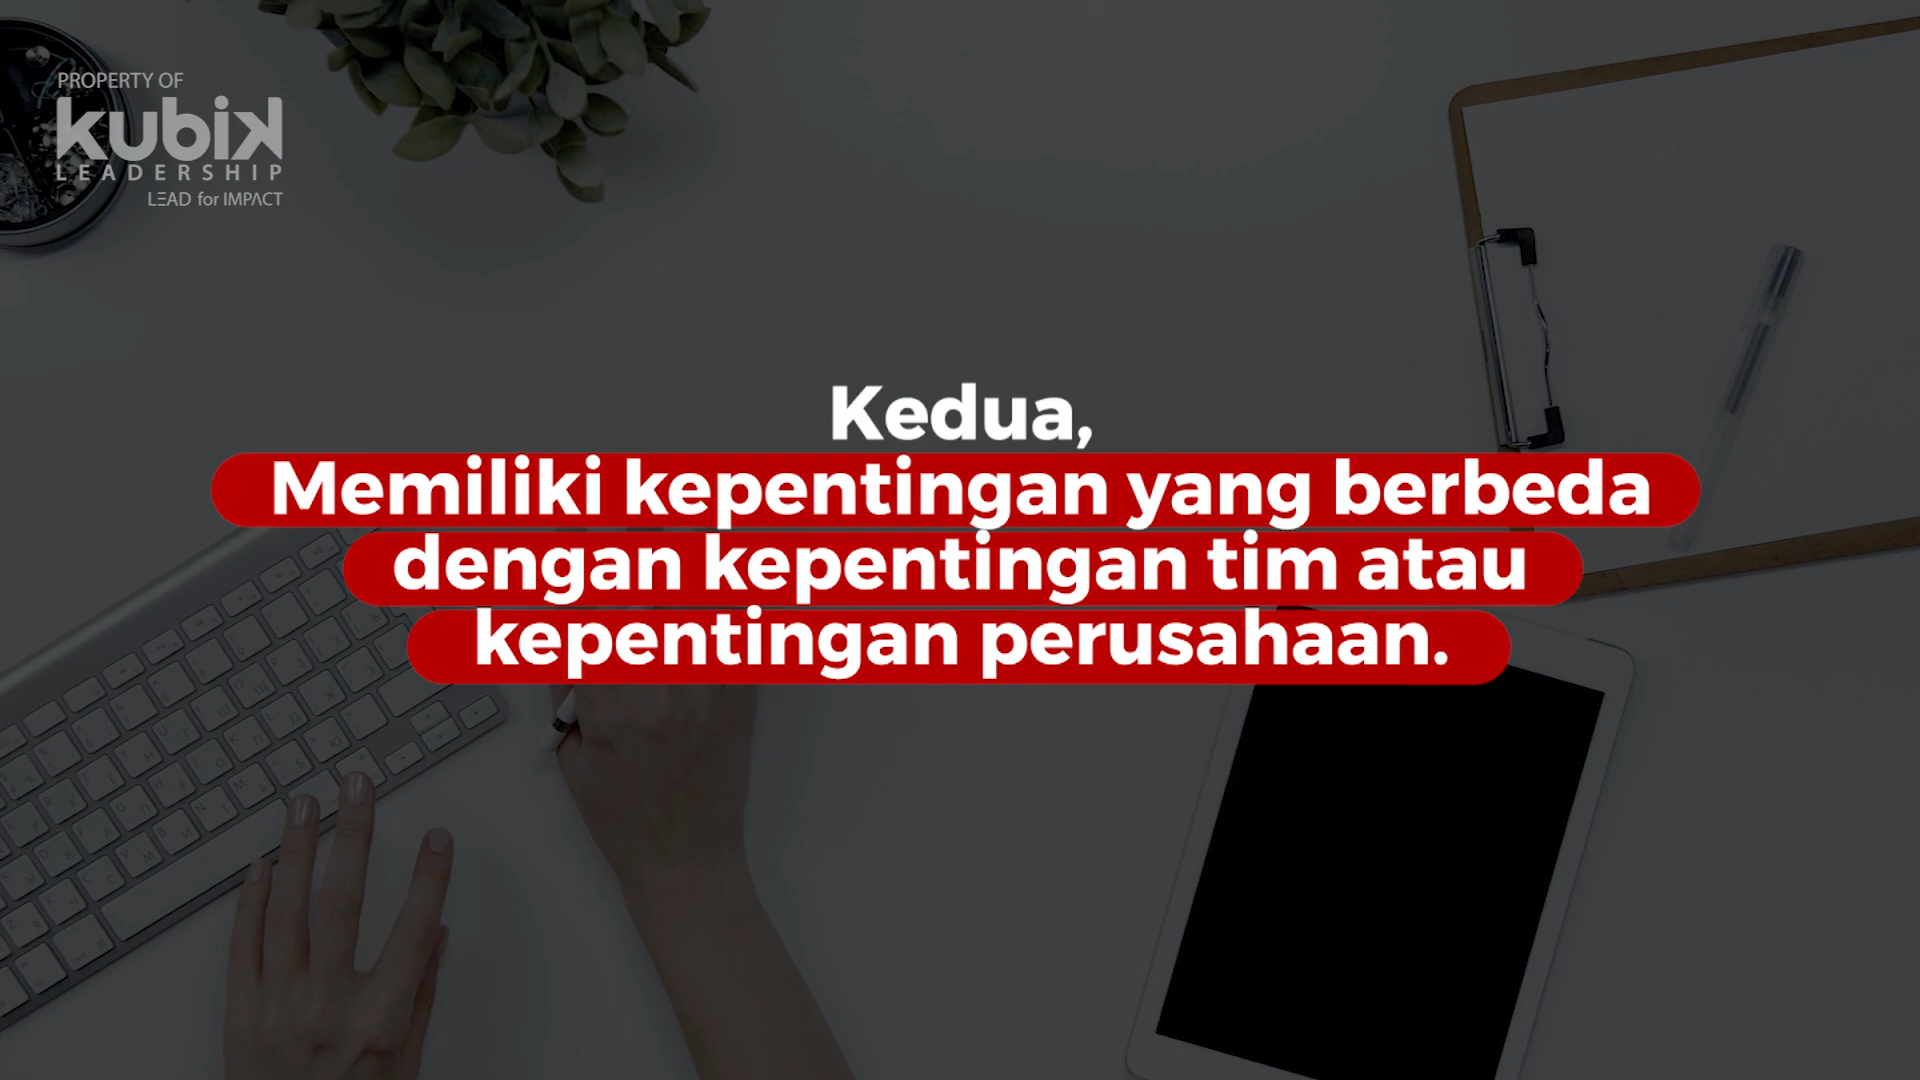 PROPERTY OF
kubik
LEADERSHIP
LEAD for IMPACT
Kedua,
Memiliki kepentingan yang berbeda
dengan kepentingan tim atau
kepentingan perusahaan.